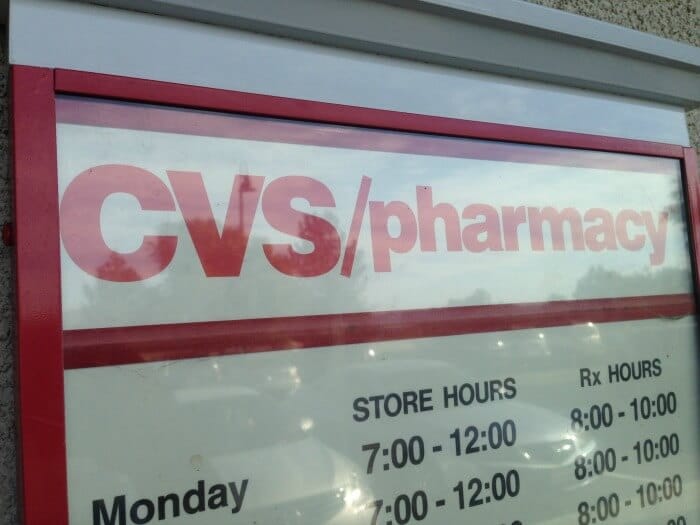 CVS/pharmacy
STORE HOURS Rx HOURS
Monday 7:00 - 12:00 8:00 - 10:00
7:00 - 12:00 8:00 - 10:00
8:00 - 10:00